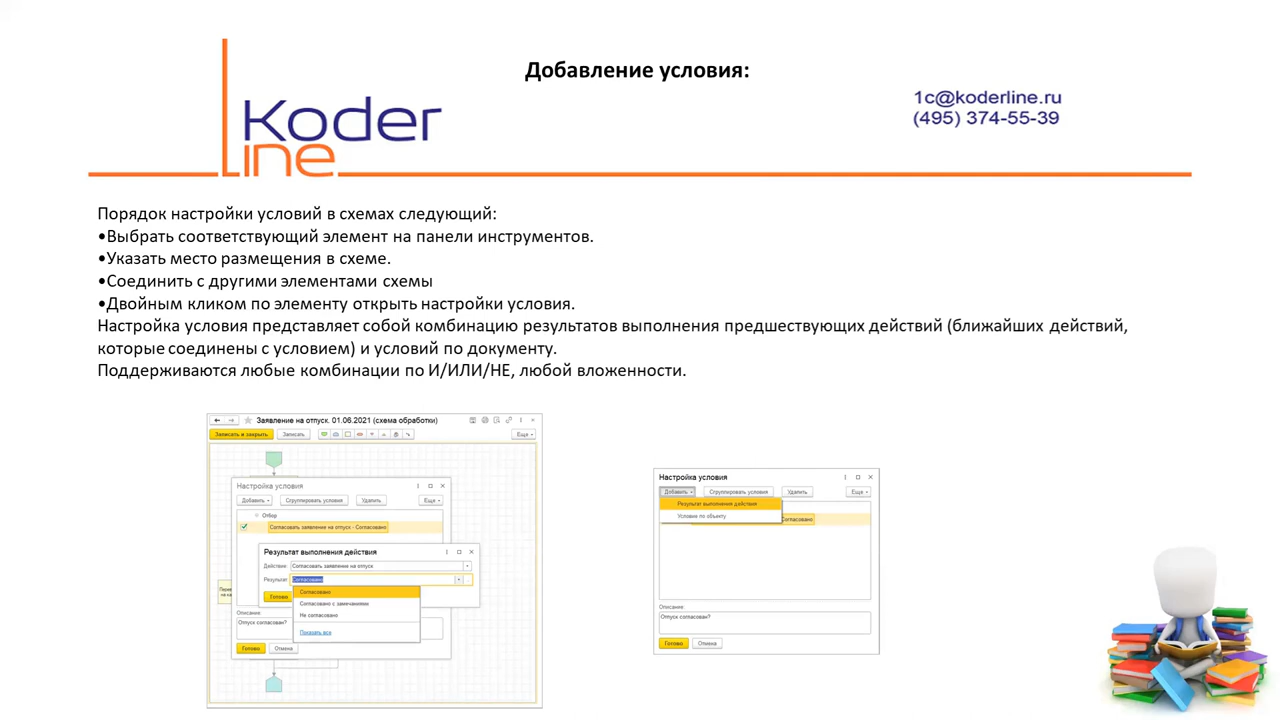 Добавление условия:
Koder
line
1c@koderline.ru
(495) 374-55-39
Порядок настройки условий в схемах следующий:
•Выбрать соответствующий элемент на панели инструментов.
•Указать место размещения в схеме.
•Соединить с другими элементами схемы
•Двойным кликом по элементу открыть настройки условия.
Настройка условия представляет собой комбинацию результатов выполнения предшествующих действий (ближайших действий,
которые соединены с условием) и условий по документу.
Поддерживаются любые комбинации по И/ИЛИ/НЕ, любой вложенности.
Заявление на отпуск. 01.06.2021 (схема обработки)
Записать и закрыть Записать Еще
Настройка условия
Добавить Сгруппировать условия Удалить Еще
Отбор
Согласовать заявление на отпуск - Согласовано
Результат выполнения действия
Действие: Согласовать заявление на отпуск
Результат: Согласовано
Готово Согласовано
Согласовано с замечаниями
Не согласовано
Показать все
Описание:
Отпуск согласован?
Готово Отмена
Настройка условия
Добавить Сгруппировать условия Удалить Еще
Результат выполнения действия
Условие по объекту Согласовано
Описание:
Отпуск согласован?
Готово Отмена